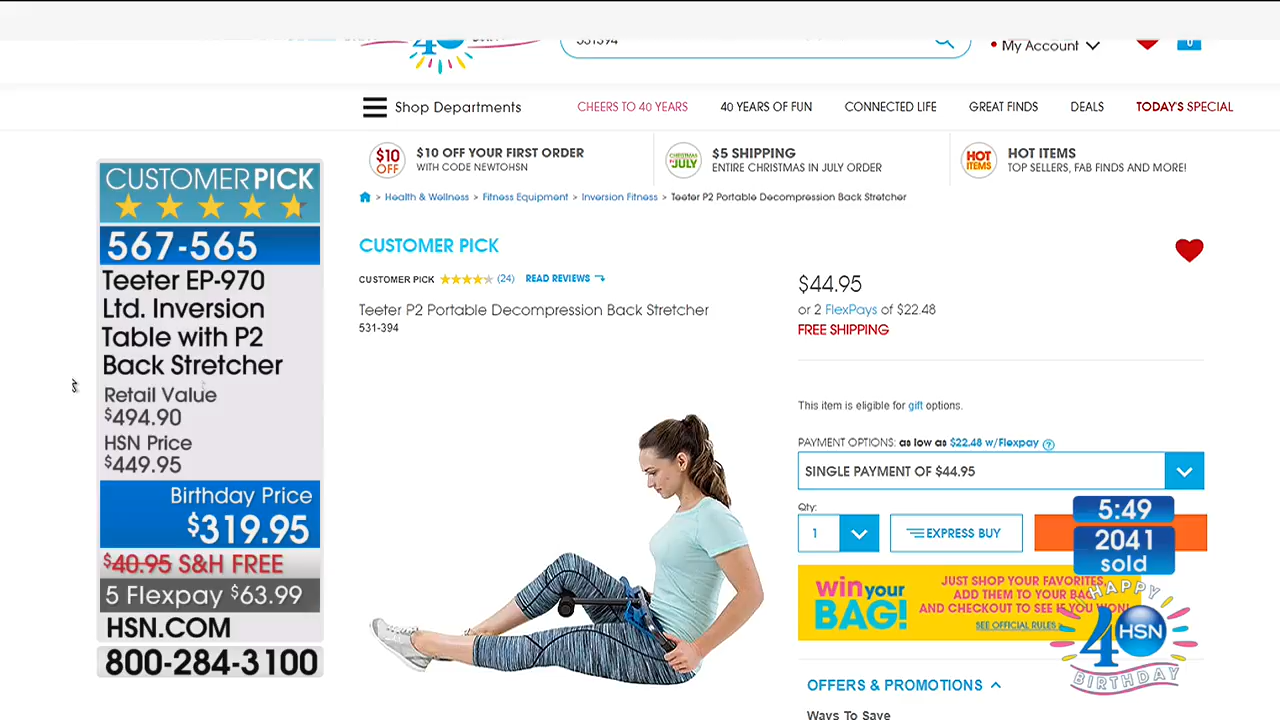 40
531394
My Account
0
Shop Departments
CHEERS TO 40 YEARS
40 YEARS OF FUN
CONNECTED LIFE
GREAT FINDS
DEALS
TODAY'S SPECIAL
$10 OFF
$10 OFF YOUR FIRST ORDER
WITH CODE NEWTOHSN
CHRISTMAS IN JULY
$5 SHIPPING
ENTIRE CHRISTMAS IN JULY ORDER
HOT ITEMS
HOT ITEMS
TOP SELLERS, FAB FINDS AND MORE!
> Health & Wellness > Fitness Equipment > Inversion Fitness > Teeter P2 Portable Decompression Back Stretcher
CUSTOMER PICK
567-565
Teeter EP-970
Ltd. Inversion
Table with P2
Back Stretcher
Retail Value
$494.90
HSN Price
$449.95
Birthday Price
$319.95
$40.95 S&H FREE
5 Flexpay $63.99
HSN.COM
800-284-3100
CUSTOMER PICK
CUSTOMER PICK (24) READ REVIEWS
Teeter P2 Portable Decompression Back Stretcher
531-394
$44.95
or 2 FlexPays of $22.48
FREE SHIPPING
This item is eligible for gift options.
PAYMENT OPTIONS: as low as $22.48 w/Flexpay ?
SINGLE PAYMENT OF $44.95
Qty:
1
EXPRESS BUY
5:49
2041
sold
win your
BAG!
JUST SHOP YOUR FAVORITES,
ADD THEM TO YOUR BAG
AND CHECKOUT TO SEE IF YOU WON!
SEE OFFICIAL RULES >
HAPPY
40
HSN
BIRTHDAY
OFFERS & PROMOTIONS
Ways To Save